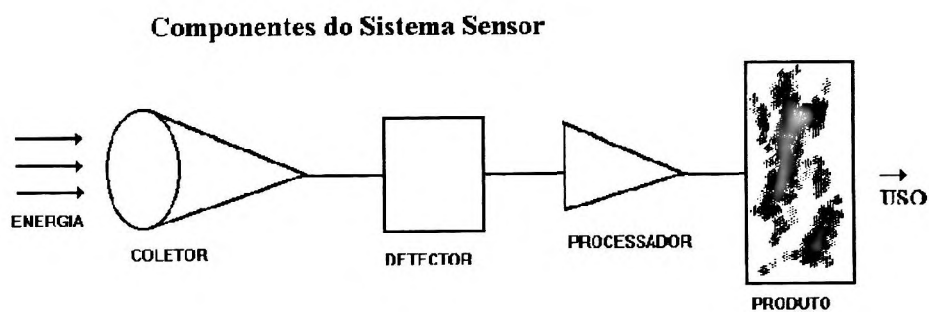 Componentes do Sistema Sensor
ENERGIA
COLETOR
DETECTOR
PROCESSADOR
PRODUTO
USO